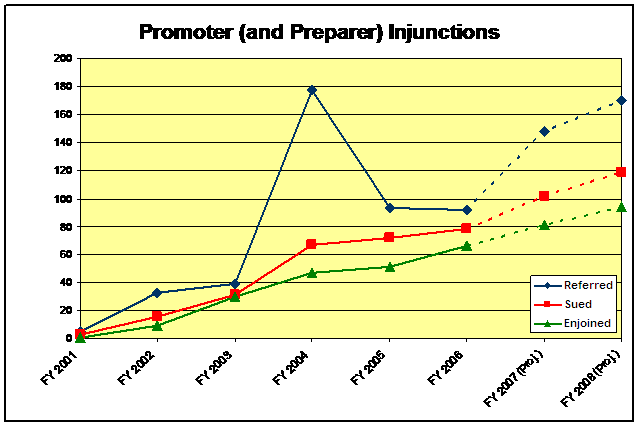 Promoter (and Preparer) Injunctions
200
180
160
140
120
100
80
60
40
20
0
FY 2001
FY 2002
FY 2003
FY 2004
FY 2005
FY 2006
FY 2007 (Proj)
FY 2008 (Proj)
Referred
Sued
Enjoined